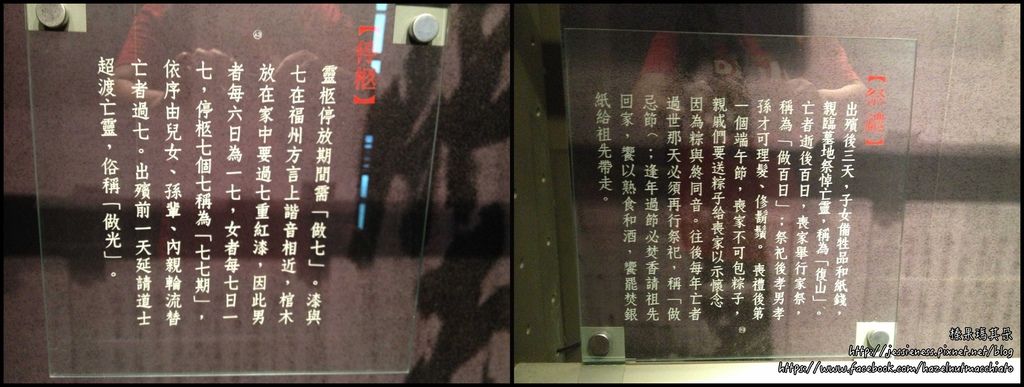 【停柩】
靈柩停放期間需「做七」。漆與
七在福州方言上諧音相近，棺木
放在家中要過七重紅漆，因此男
者每六日為一七，女者每七日一
七，停柩七個七稱為「七七期」，
依序由兒女、孫輩、內親輪流替
亡者過七。出殯前一天延請道士
超渡亡靈，俗稱「做光」。
【祭禮】
出殯後三天，子女備牲品和紙錢，
親臨墓地祭悼亡靈，稱為「復山」。
亡者逝後百日，喪家舉行家祭，
稱為「做百日」；祭祀後孝男孝
孫才可理髮、修鬍鬚。喪禮後第
一個端午節，喪家不可包粽子，
親戚們要送粽子給喪家以示懷念
因為粽與終同音。往後每年亡者
過世那天必須再行祭祀，稱「做
忌節（；逢年過節必焚香請祖先
回家，饗以熟食和酒，饗罷焚銀
紙給祖先帶走。
榛果瑪其朵
http://jessieness.pixnet.net/blog
https://www.facebook.com/hazelnutmacchiato